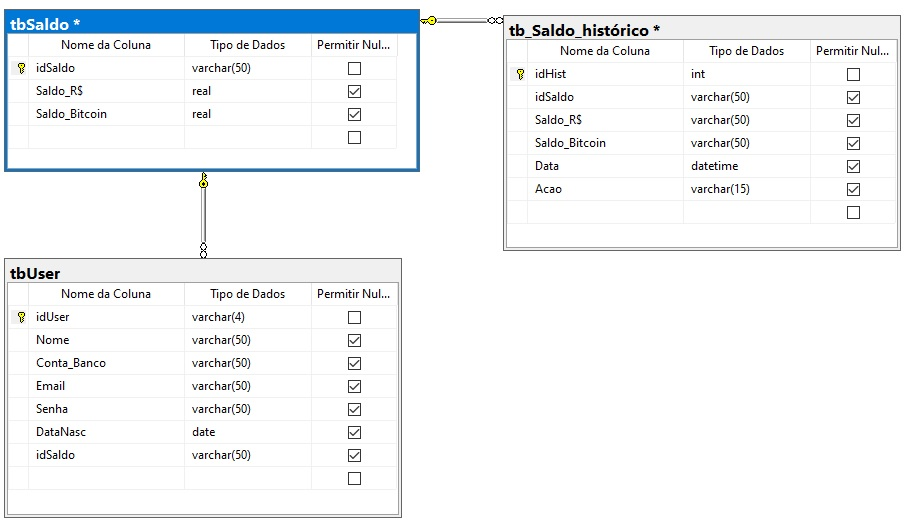 tbSaldo *
Nome da Coluna Tipo de Dados Permitir Nul...
idSaldo varchar(50)
Saldo_R$ real
Saldo_Bitcoin real
tb_Saldo_histórico *
Nome da Coluna Tipo de Dados Permitir Nul...
idHist int
idSaldo varchar(50)
Saldo_R$ varchar(50)
Saldo_Bitcoin varchar(50)
Data datetime
Acao varchar(15)
tbUser
Nome da Coluna Tipo de Dados Permitir Nul...
idUser varchar(4)
Nome varchar(50)
Conta_Banco varchar(50)
Email varchar(50)
Senha varchar(50)
DataNasc date
idSaldo varchar(50)